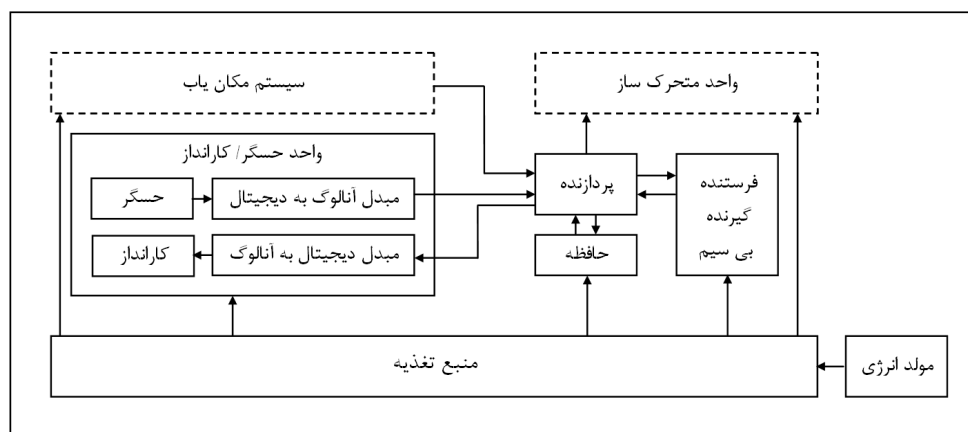 سیستم مکان یاب
واحد متحرک ساز
واحد حسگر/ کارانداز
حسگر
مبدل آنالوگ به دیجیتال
کارانداز
مبدل دیجیتال به آنالوگ
پردازنده
حافظه
فرستنده
گیرنده
بی سیم
منبع تغذیه
مولد انرژی